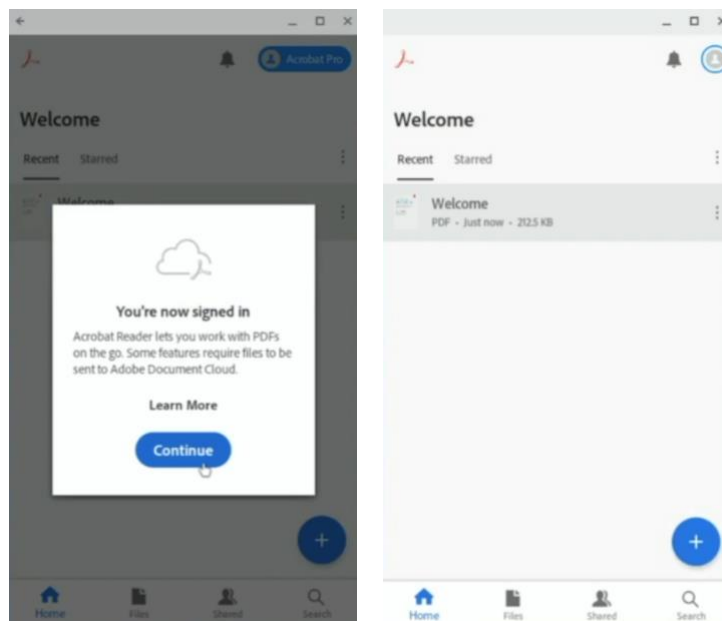 Acrobat Pro
Welcome
Recent Starred
Welcome
You're now signed in
Acrobat Reader lets you work with PDFs
on the go. Some features require files to be
sent to Adobe Document Cloud.
Learn More
Continue
Home Files Shared Search
Welcome
Recent Starred
Welcome
PDF - Just now - 212.5 KB
Home Files Shared Search